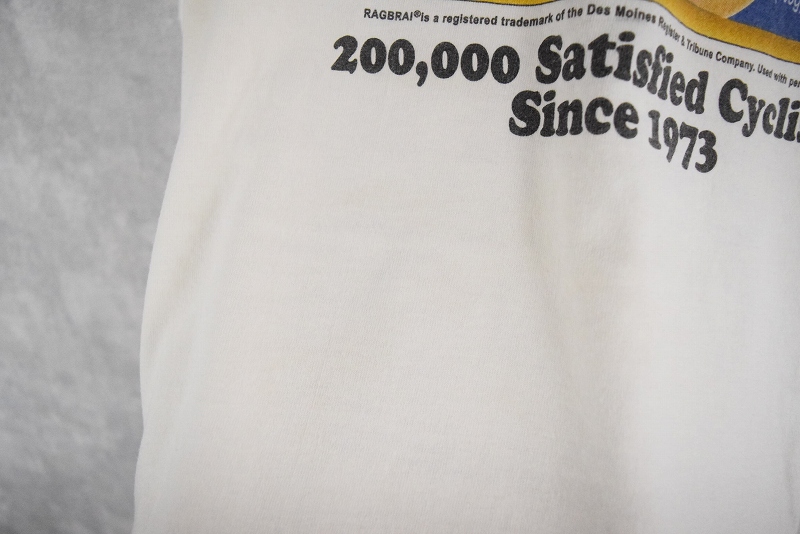 RAGBRAI® is a registered trademark of the Des Moines Register & Tribune Company. Used with
200,000 Satisfied
Since 1973